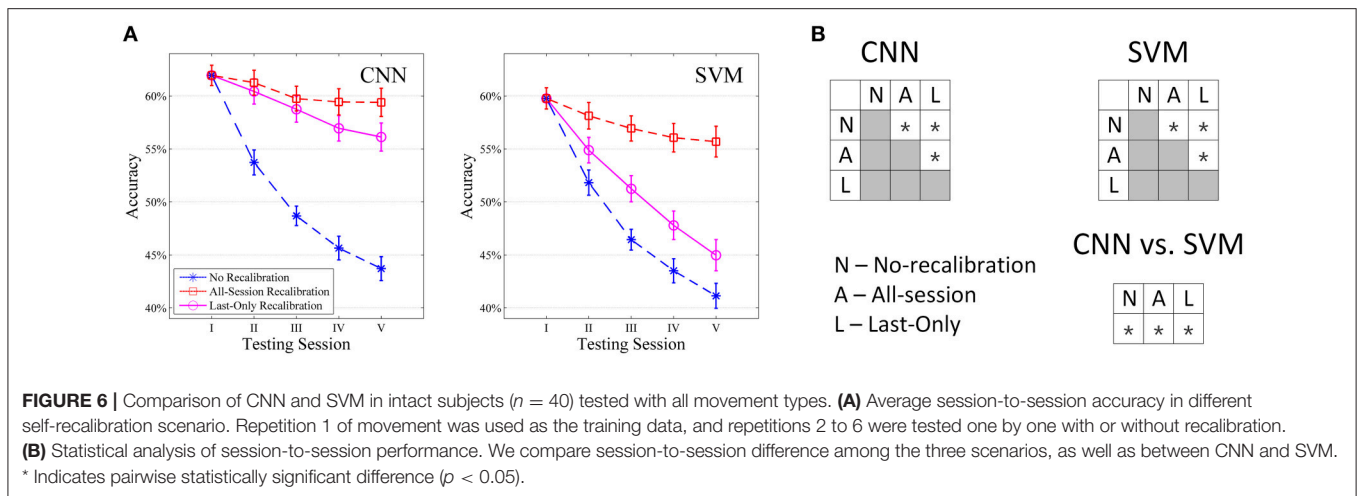 A
CNN
60%
55%
50%
45%
40%
Accuracy
No Recalibration
All-Session Recalibration
Last-Only Recalibration
I II III IV V
Testing Session
SVM
60%
55%
50%
45%
40%
Accuracy
I II III IV V
Testing Session
B
CNN
N A L
N * *
A *
L
SVM
N A L
N * *
A *
L
N – No-recalibration
A – All-session
L – Last-Only
CNN vs. SVM
N A L
* * *
FIGURE 6 | Comparison of CNN and SVM in intact subjects (n = 40) tested with all movement types. (A) Average session-to-session accuracy in different
self-recalibration scenario. Repetition 1 of movement was used as the training data, and repetitions 2 to 6 were tested one by one with or without recalibration.
(B) Statistical analysis of session-to-session performance. We compare session-to-session difference among the three scenarios, as well as between CNN and SVM.
* Indicates pairwise statistically significant difference (p < 0.05).